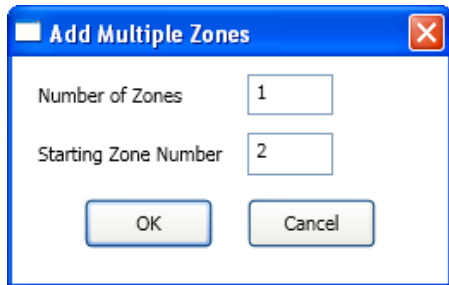 Add Multiple Zones
Number of Zones 1
Starting Zone Number 2
OK Cancel